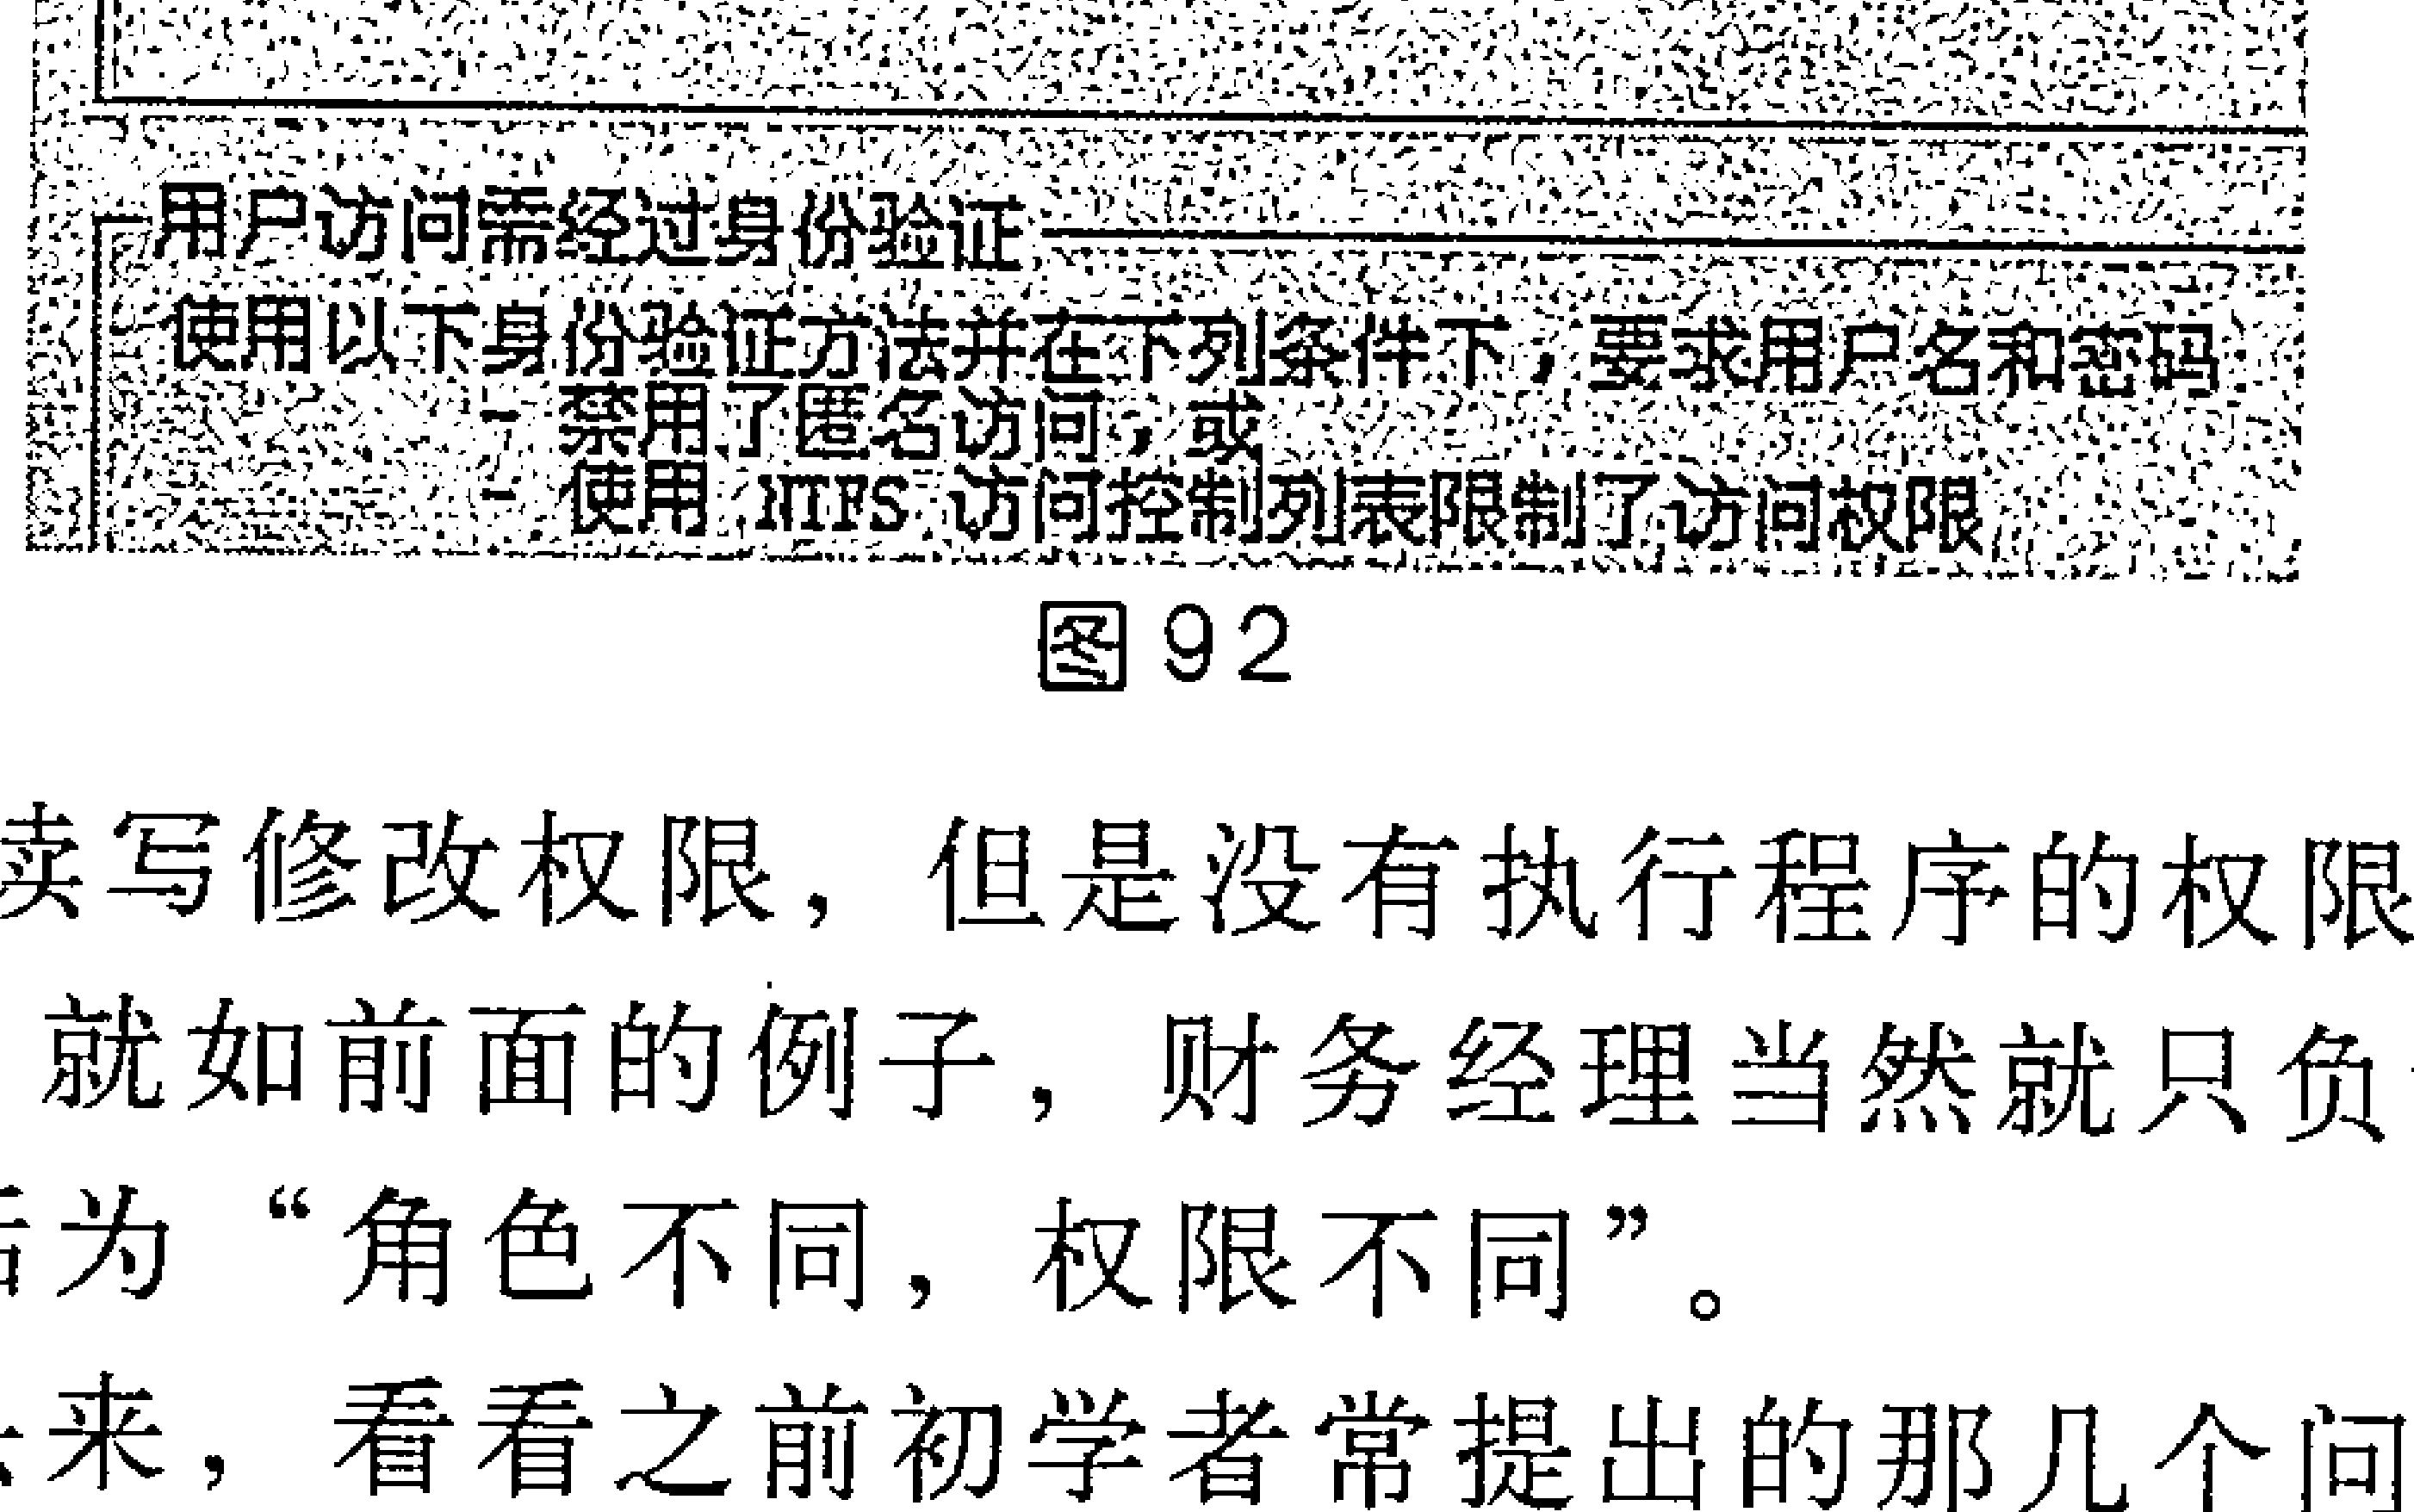 用户访问需经过身份验证
使用以下身份验证方法并在下列条件下，要求用户名和密码
- 禁用了匿名访问，或
- 使用 NTFS 访问控制列表限制了访问权限
图92
读写修改权限，但是没有执行程序的权限
就如前面的例子，财务经理当然就只负
为“角色不同，权限不同”。
来，看看之前初学者常提出的那几个问